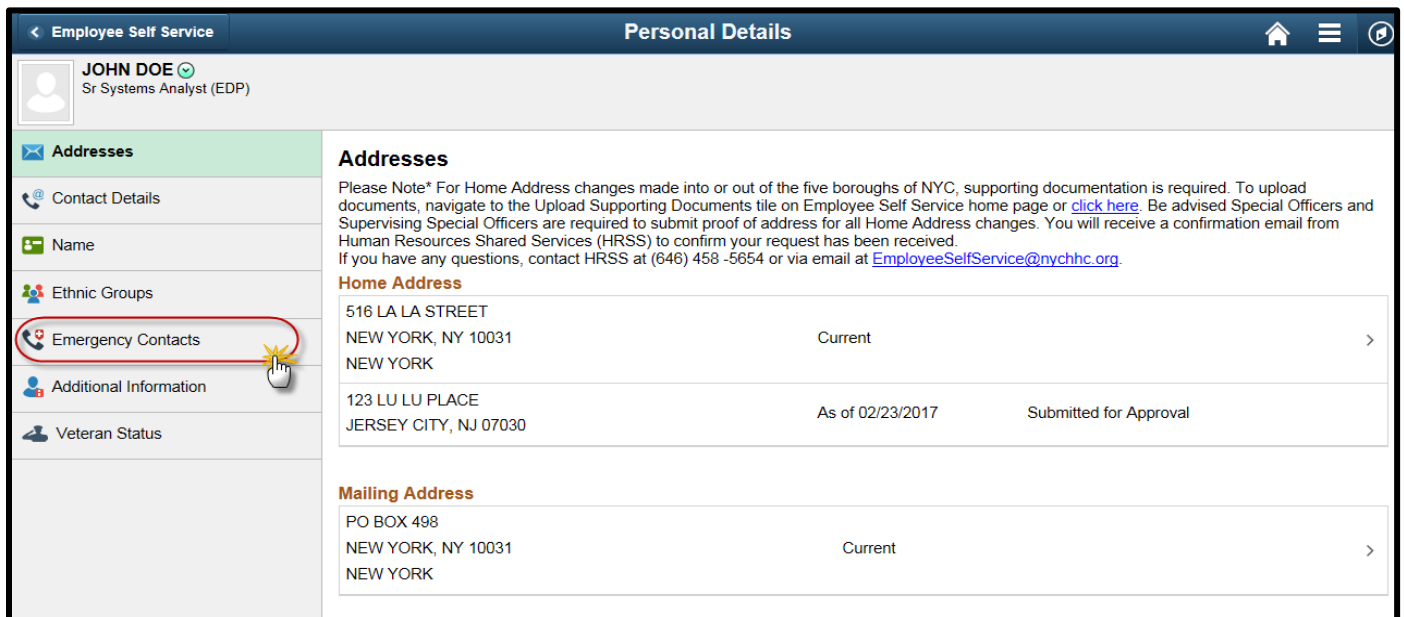 Employee Self Service
Personal Details
JOHN DOE
Sr Systems Analyst (EDP)
Addresses
Contact Details
Name
Ethnic Groups
Emergency Contacts
Additional Information
Veteran Status
Addresses
Please Note* For Home Address changes made into or out of the five boroughs of NYC, supporting documentation is required. To upload
documents, navigate to the Upload Supporting Documents tile on Employee Self Service home page or click here. Be advised Special Officers and
Supervising Special Officers are required to submit proof of address for all Home Address changes. You will receive a confirmation email from
Human Resources Shared Services (HRSS) to confirm your request has been received.
If you have any questions, contact HRSS at (646) 458 -5654 or via email at EmployeeSelfService@nychhc.org.
Home Address
516 LA LA STREET
NEW YORK, NY 10031 Current
NEW YORK
123 LU LU PLACE
As of 02/23/2017 Submitted for Approval
JERSEY CITY, NJ 07030
Mailing Address
PO BOX 498
NEW YORK, NY 10031 Current
NEW YORK